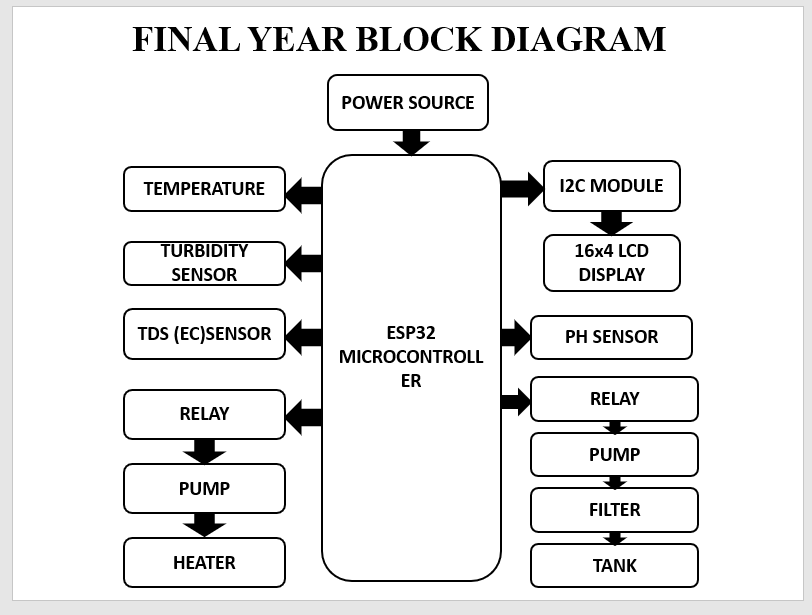 FINAL YEAR BLOCK DIAGRAM
POWER SOURCE
TEMPERATURE
TURBIDITY
SENSOR
TDS (EC)SENSOR
RELAY
PUMP
HEATER
ESP32
MICROCONTROLL
ER
I2C MODULE
16x4 LCD
DISPLAY
PH SENSOR
RELAY
PUMP
FILTER
TANK